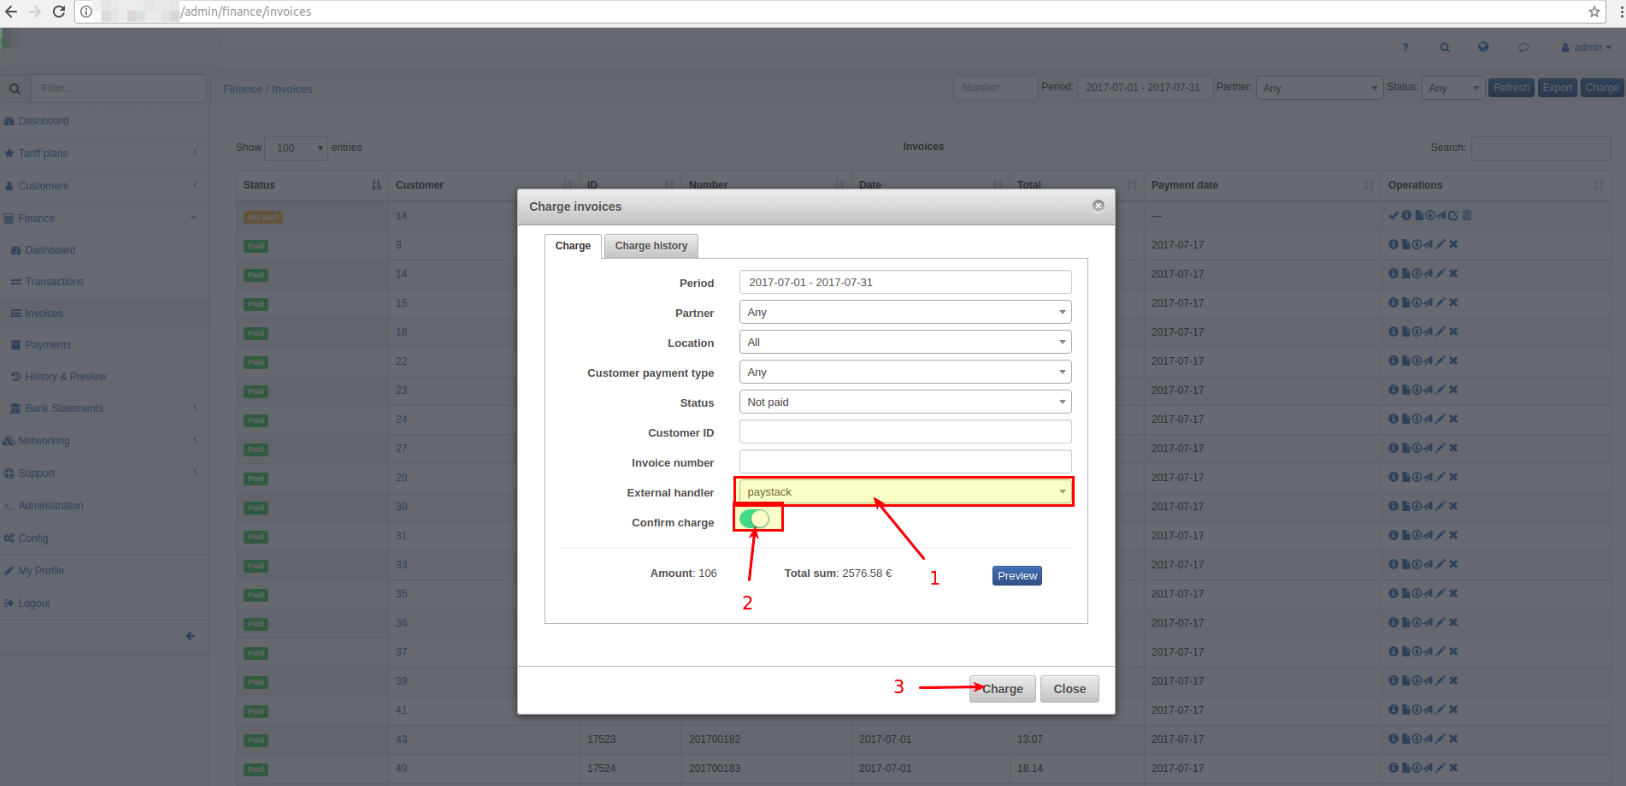 /admin/finance/invoices
? admin
Filter...
Finance / Invoices
Number Period: 2017-07-01 - 2017-07-31 Partner: Any Status: Any Refresh Export Charge
Dashboard
Tariff plans
Customers
Finance
Dashboard
Transactions
Invoices
Payments
History & Preview
Bank Statements
Networking
Support
Administration
Config
My Profile
Logout
Show 100 entries
Invoices
Search:
Status Customer ID Number Date Total Payment date Operations
Not paid 14 ---
Paid 8 2017-07-17
Paid 14 2017-07-17
Paid 15 2017-07-17
Paid 18 2017-07-17
Paid 22 2017-07-17
Paid 23 2017-07-17
Paid 24 2017-07-17
Paid 27 2017-07-17
Paid 29 2017-07-17
Paid 30 2017-07-17
Paid 31 2017-07-17
Paid 33 2017-07-17
Paid 35 2017-07-17
Paid 36 2017-07-17
Paid 37 2017-07-17
Paid 39 2017-07-17
Paid 41 2017-07-17
Paid 43 17523 201700182 2017-07-01 13.07 2017-07-17
Paid 49 17524 201700183 2017-07-01 18.14 2017-07-17
Charge invoices
Charge Charge history
Period 2017-07-01 - 2017-07-31
Partner Any
Location All
Customer payment type Any
Status Not paid
Customer ID
Invoice number
External handler paystack
Confirm charge
Amount: 106 Total sum: 2576.58 € Preview
1
2
3
Charge Close